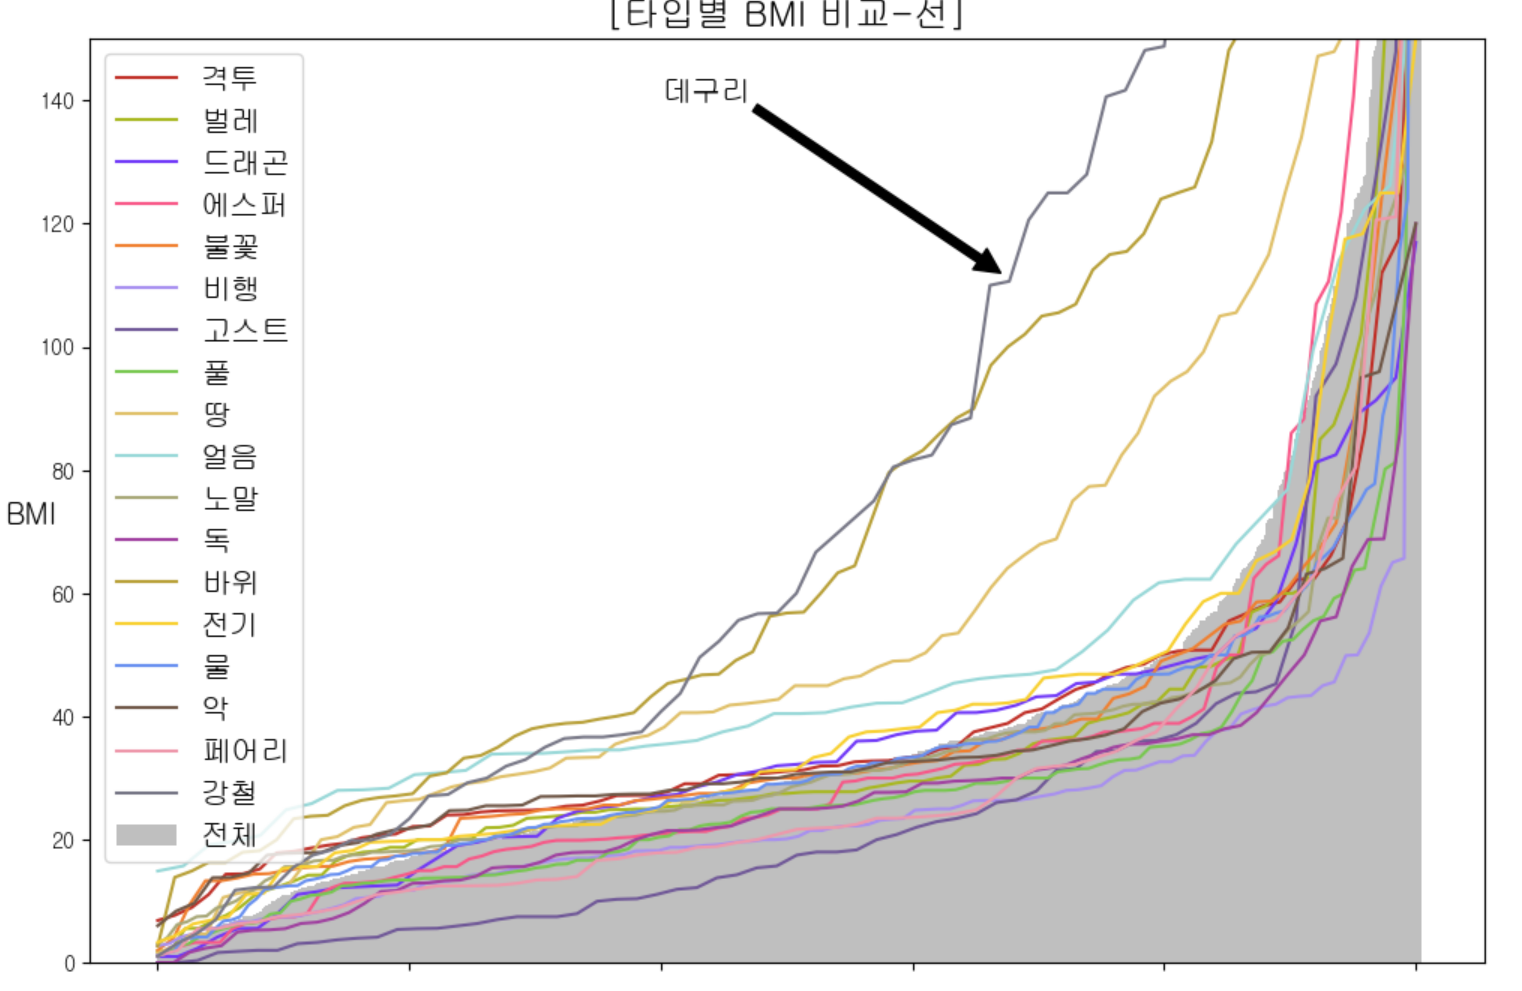 [타입별 BMI 비교-선]
데구리
격투
벌레
드래곤
에스퍼
불꽃
비행
고스트
풀
땅
얼음
노말
독
바위
전기
물
악
페어리
강철
전체
BMI
140
120
100
80
60
40
20
0